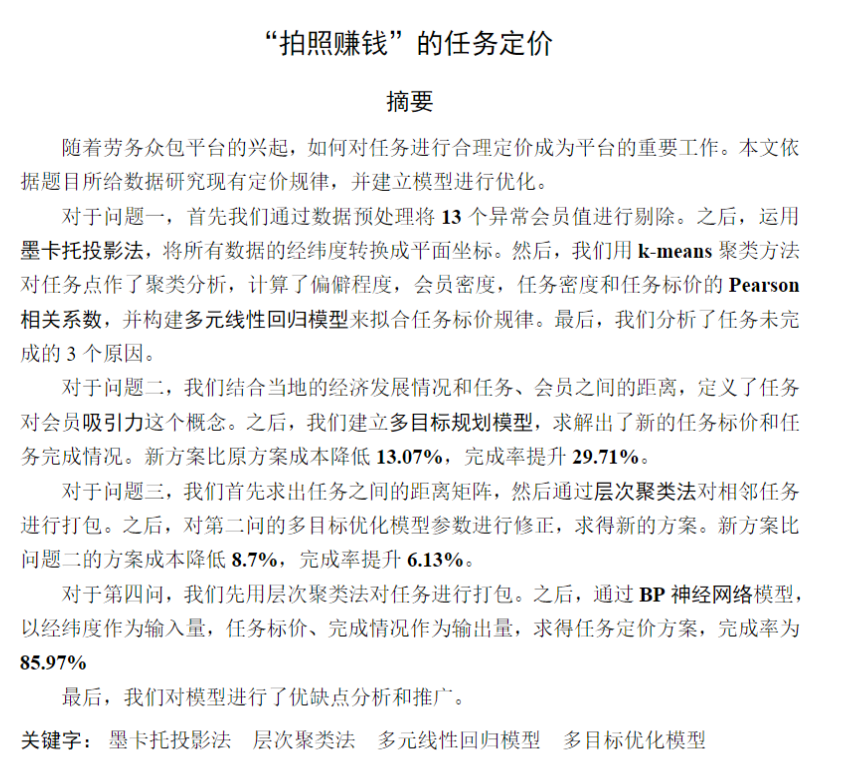 “拍照赚钱”的任务定价
摘要
随着劳务众包平台的兴起，如何对任务进行合理定价成为平台的重要工作。本文依
据题目所给数据研究现有定价规律，并建立模型进行优化。
对于问题一，首先我们通过数据预处理将 13 个异常会员值进行剔除。之后，运用
墨卡托投影法，将所有数据的经纬度转换成平面坐标。然后，我们用 k-means 聚类方法
对任务点作了聚类分析，计算了偏僻程度，会员密度，任务密度和任务标价的 Pearson
相关系数，并构建多元线性回归模型来拟合任务标价规律。最后，我们分析了任务未完
成的 3 个原因。
对于问题二，我们结合当地的经济发展情况和任务、会员之间的距离，定义了任务
对会员吸引力这个概念。之后，我们建立多目标规划模型，求解出了新的任务标价和任
务完成情况。新方案比原方案成本降低 13.07%，完成率提升 29.71%。
对于问题三，我们首先求出任务之间的距离矩阵，然后通过层次聚类法对相邻任务
进行打包。之后，对第二问的多目标优化模型参数进行修正，求得新的方案。新方案比
问题二的方案成本降低 8.7%，完成率提升 6.13%。
对于第四问，我们先用层次聚类法对任务进行打包。之后，通过 BP 神经网络模型，
以经纬度作为输入量，任务标价、完成情况作为输出量，求得任务定价方案，完成率为
85.97%
最后，我们对模型进行了优缺点分析和推广。
关键字： 墨卡托投影法 层次聚类法 多元线性回归模型 多目标优化模型